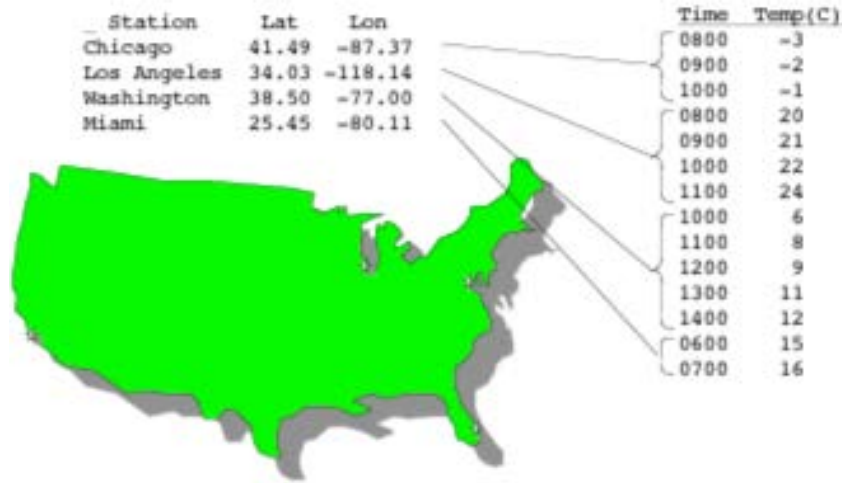 _ Station Lat Lon
Chicago 41.49 -87.37
Los Angeles 34.03 -118.14
Washington 38.50 -77.00
Miami 25.45 -80.11
Time Temp(C)
0800 -3
0900 -2
1000 -1
0800 20
0900 21
1000 22
1100 24
1000 6
1100 8
1200 9
1300 11
1400 12
0600 15
0700 16